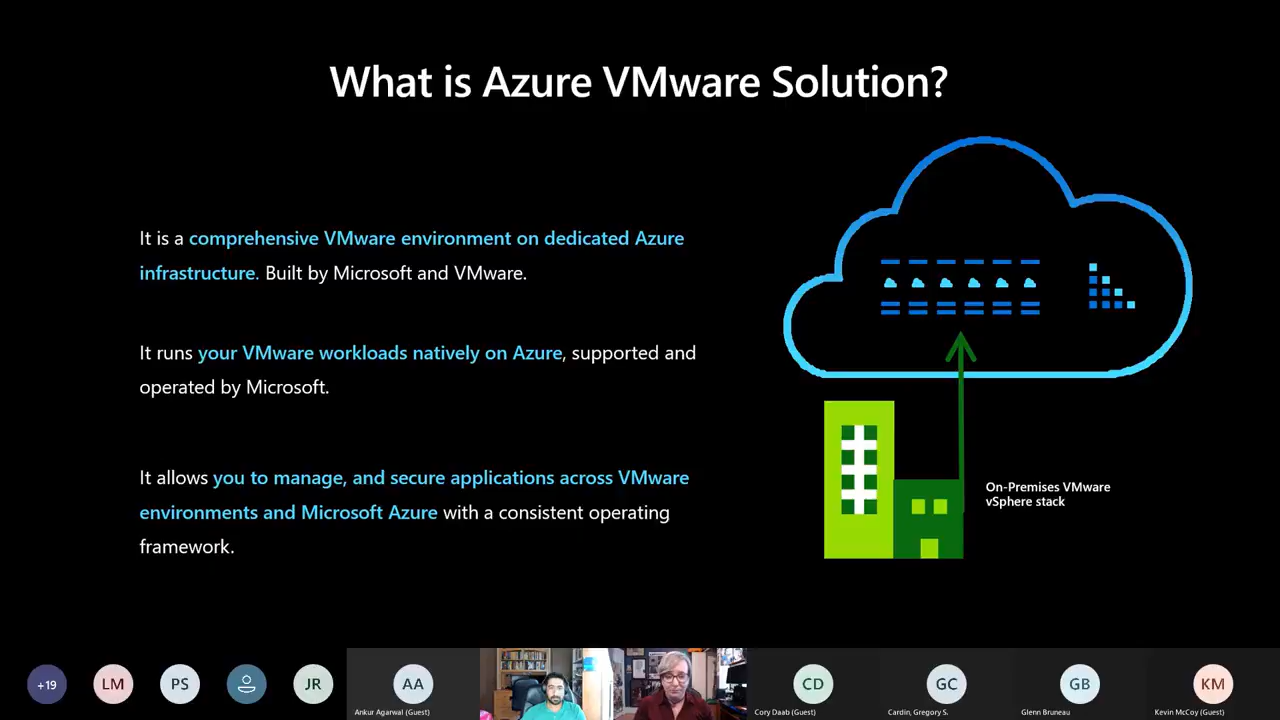 What is Azure VMware Solution?
It is a comprehensive VMware environment on dedicated Azure
infrastructure. Built by Microsoft and VMware.
It runs your VMware workloads natively on Azure, supported and
operated by Microsoft.
It allows you to manage, and secure applications across VMware
environments and Microsoft Azure with a consistent operating
framework.
On-Premises VMware
vSphere stack
+19
LM
PS
JR
AA
CD
GC
GB
KM
Ankur Agarwal (Guest)
Cory Daab (Guest)
Cardin, Gregory S.
Glenn Bruneau
Kevin McCoy (Guest)